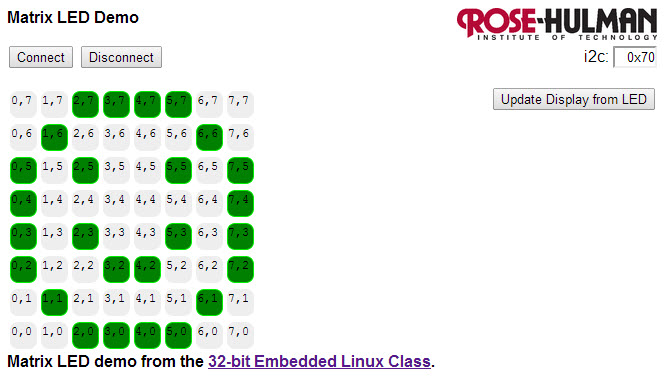 Matrix LED Demo
ROSE-HULMAN
INSTITUTE OF TECHNOLOGY
Connect Disconnect
i2c: 0x70
Update Display from LED
0,7 1,7 2,7 3,7 4,7 5,7 6,7 7,7
0,6 1,6 2,6 3,6 4,6 5,6 6,6 7,6
0,5 1,5 2,5 3,5 4,5 5,5 6,5 7,5
0,4 1,4 2,4 3,4 4,4 5,4 6,4 7,4
0,3 1,3 2,3 3,3 4,3 5,3 6,3 7,3
0,2 1,2 2,2 3,2 4,2 5,2 6,2 7,2
0,1 1,1 2,1 3,1 4,1 5,1 6,1 7,1
0,0 1,0 2,0 3,0 4,0 5,0 6,0 7,0
Matrix LED demo from the 32-bit Embedded Linux Class.